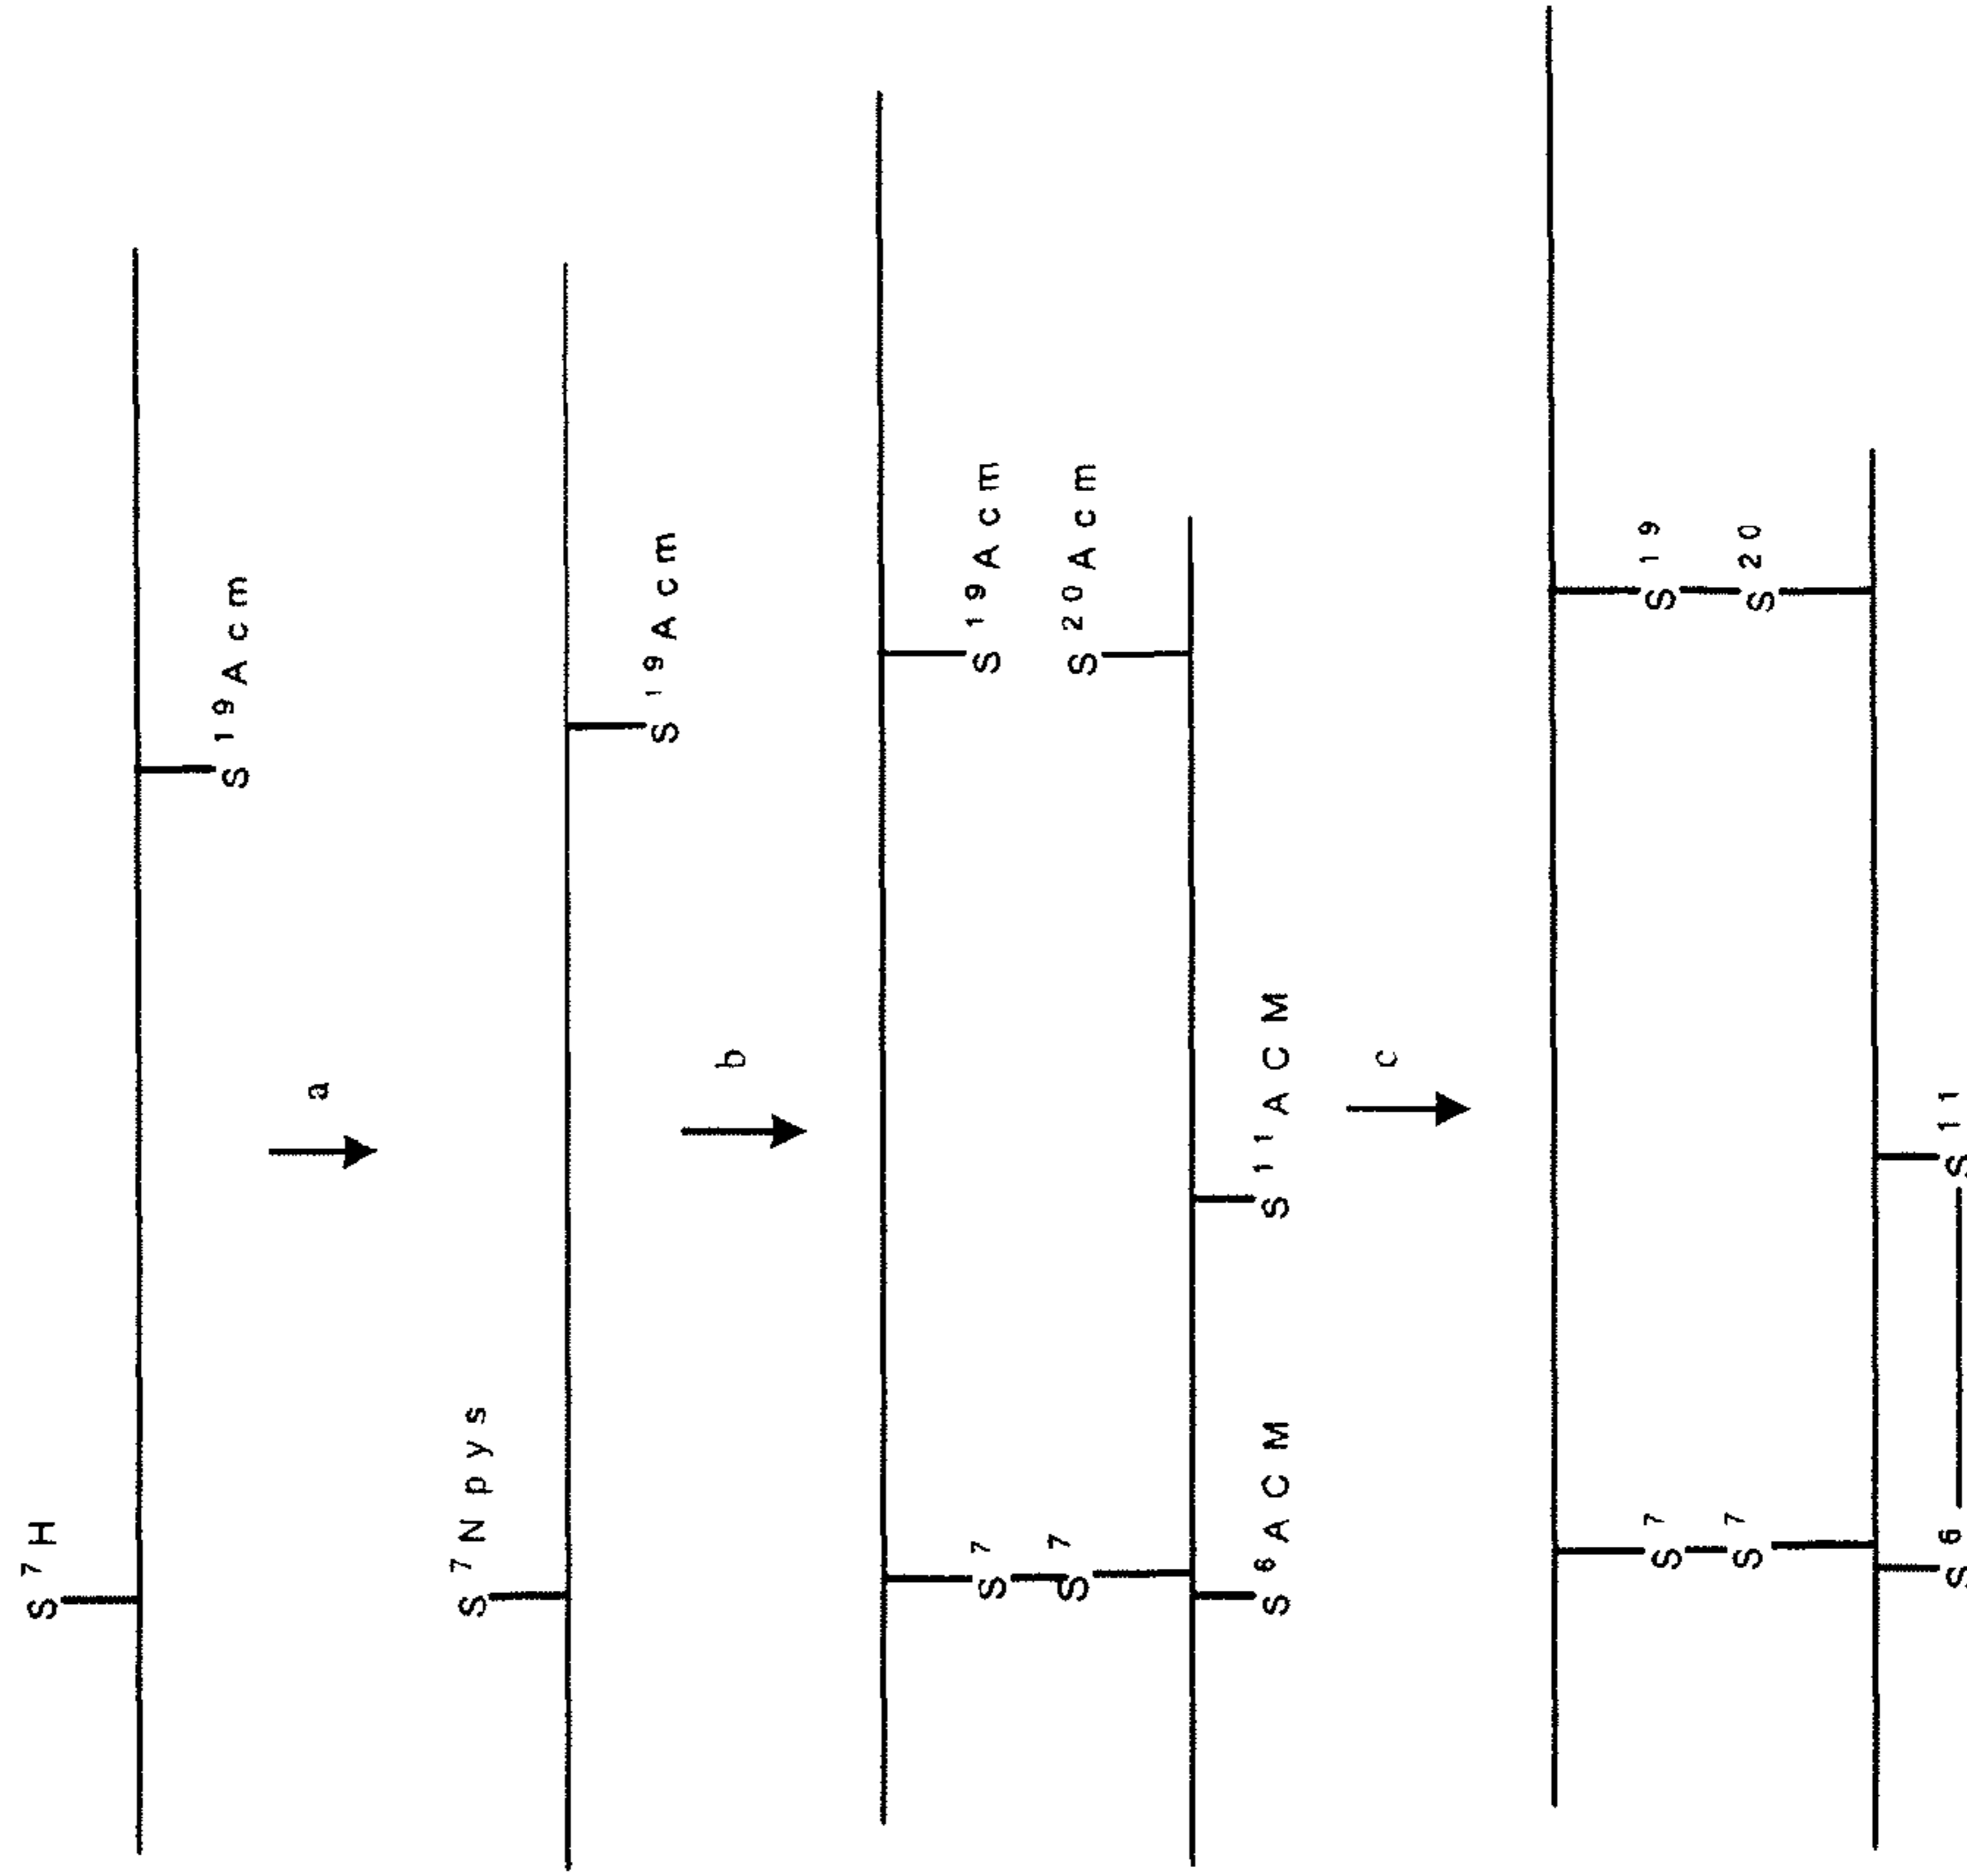 S⁷H
S¹⁹Acm
a
S⁷Npys
S¹⁹Acm
b
S⁷ S¹⁹Acm
S⁷ S²⁰Acm
S⁶ACM S¹¹ACM
c
S⁷ S¹⁹
S⁷ S²⁰
S⁶ S¹¹